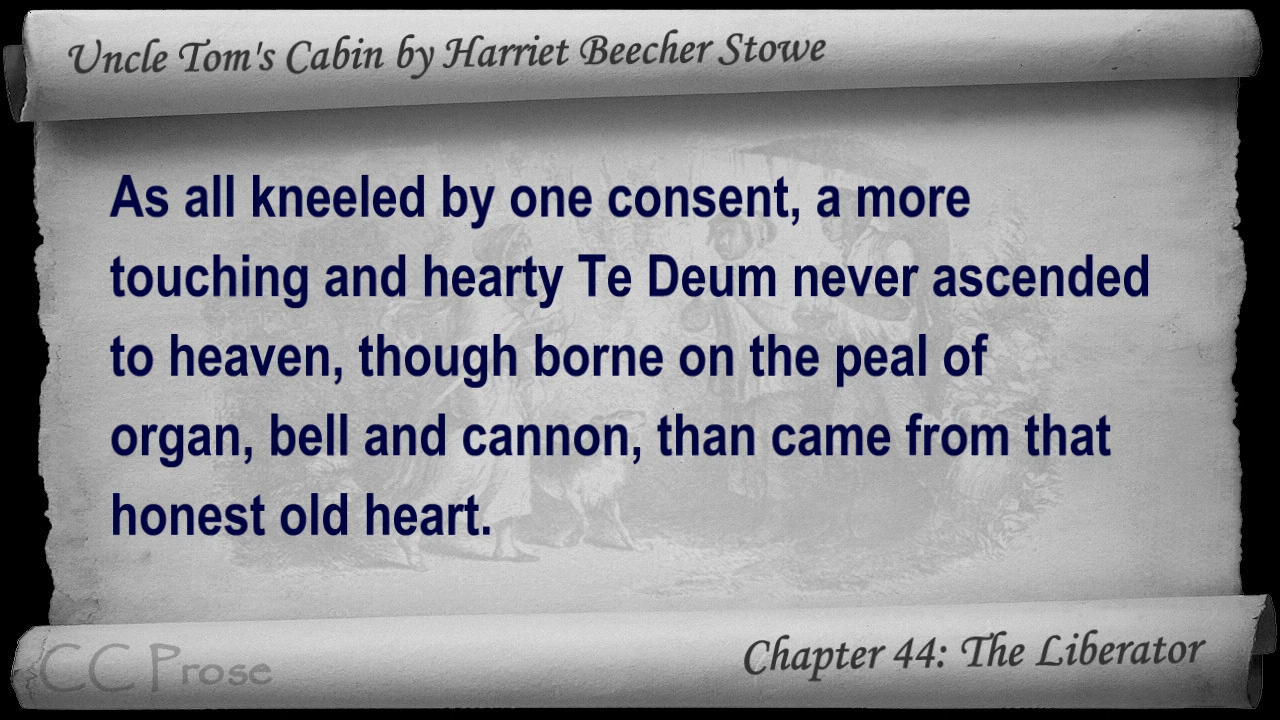 Uncle Tom's Cabin by Harriet Beecher Stowe
As all kneeled by one consent, a more
touching and hearty Te Deum never ascended
to heaven, though borne on the peal of
organ, bell and cannon, than came from that
honest old heart.
CC Prose
Chapter 44: The Liberator